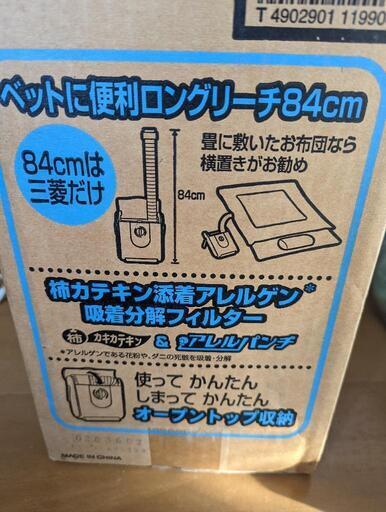 T 4902901 11990
ベットに便利ロングリーチ84cm
84cmは
三菱だけ
84cm
畳に敷いたお布団なら
横置きがお勧め
柿カテキン添着アレルゲン*
吸着分解フィルター
柿 カキカテキン & アレルパンチ
*アレルゲンである花粉や、ダニの死骸を吸着・分解
使って かんたん
しまって かんたん
オープントップ収納
MADE IN CHINA